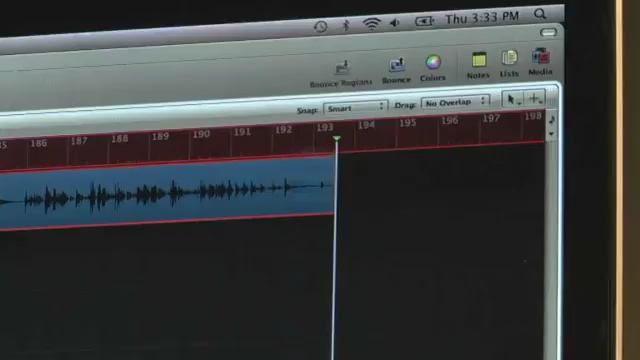 Thu 3:33 PM
Bounce Regions Bounce Colors Notes Lists Media
Snap: Smart Drag: No Overlap
186 187 188 189 190 191 192 193 194 195 196 197 198